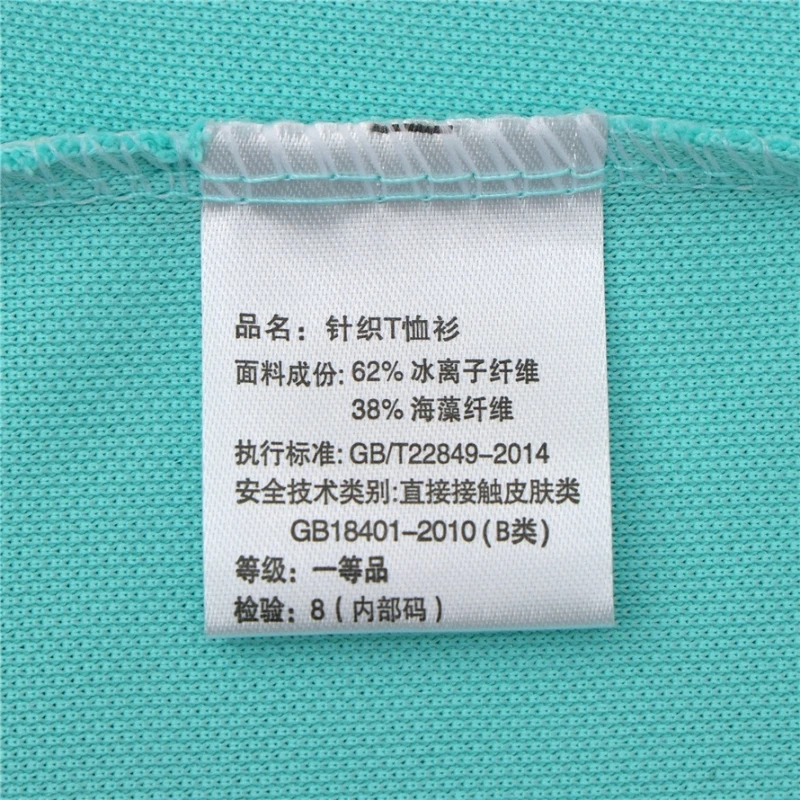 品名：针织T恤衫
面料成份: 62% 冰离子纤维
38% 海藻纤维
执行标准: GB/T22849-2014
安全技术类别:直接接触皮肤类
GB18401-2010 ( B类)
等级：一等品
检验：8 ( 内部码 )